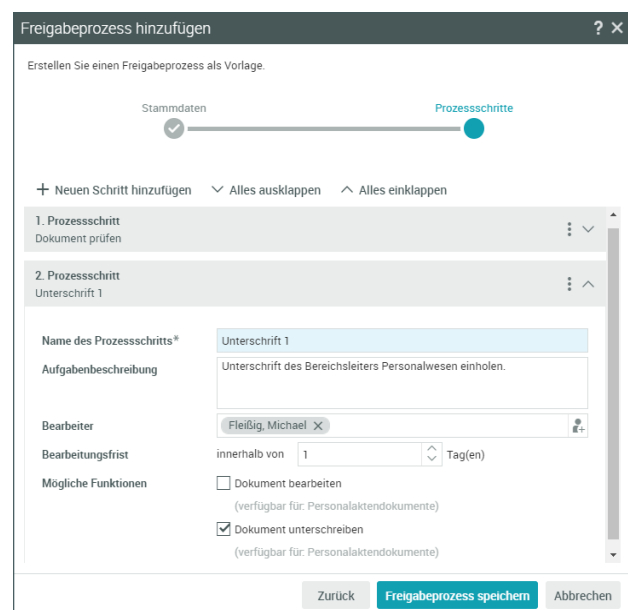 Freigabeprozess hinzufügen ? ×
Erstellen Sie einen Freigabeprozess als Vorlage.
Stammdaten Prozessschritte
+ Neuen Schritt hinzufügen Alles ausklappen Alles einklappen
1. Prozessschritt
Dokument prüfen
2. Prozessschritt
Unterschrift 1
Name des Prozessschritts* Unterschrift 1
Aufgabenbeschreibung Unterschrift des Bereichsleiters Personalwesen einholen.
Bearbeiter Fleißig, Michael ×
Bearbeitungsfrist innerhalb von 1 Tag(en)
Mögliche Funktionen Dokument bearbeiten
(verfügbar für: Personalaktendokumente)
Dokument unterschreiben
(verfügbar für: Personalaktendokumente)
Zurück Freigabeprozess speichern Abbrechen